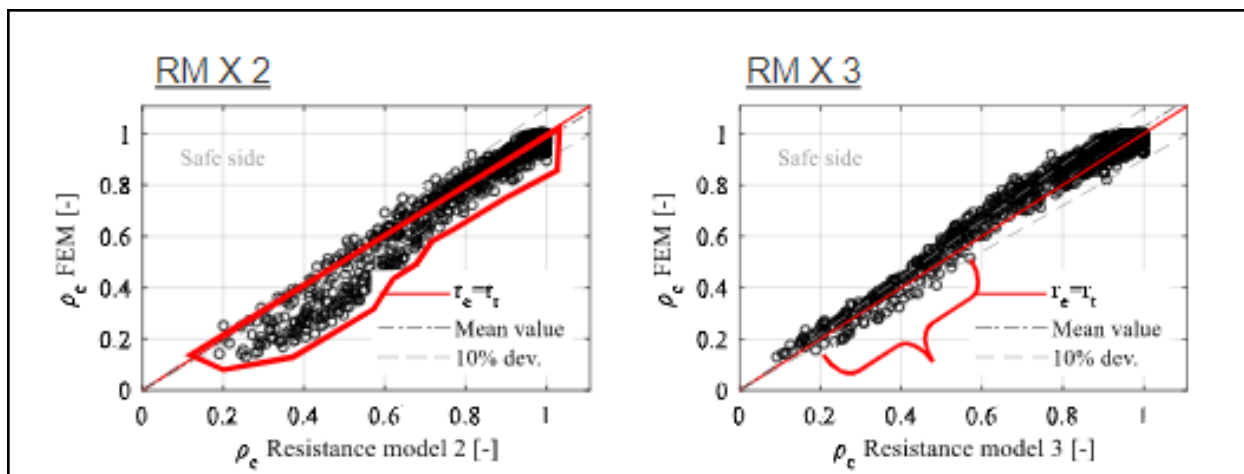 RM X 2
RM X 3
1
0.8
0.6
0.4
0.2
0
ρc FEM [-]
Safe side
re=rt
Mean value
10% dev.
0
0.2
0.4
0.6
0.8
1
ρc Resistance model 2 [-]
1
0.8
0.6
0.4
0.2
0
ρc FEM [-]
Safe side
re=rt
Mean value
10% dev.
0
0.2
0.4
0.6
0.8
1
ρc Resistance model 3 [-]